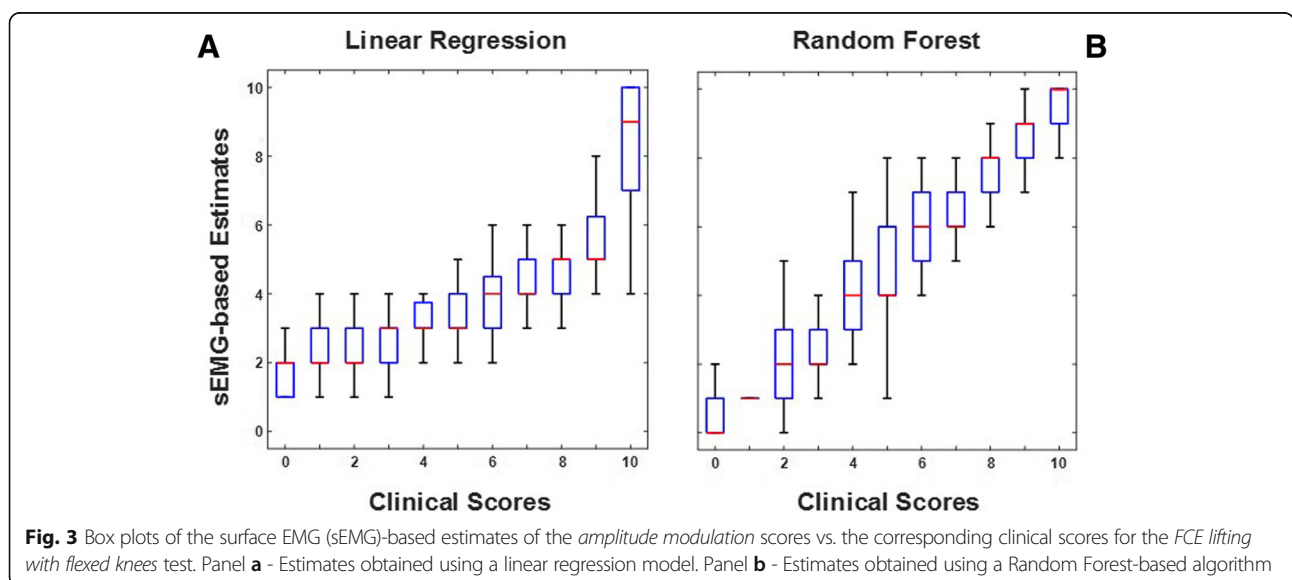 A Linear Regression
Random Forest B
sEMG-based Estimates
10
8
6
4
2
0
0 2 4 6 8 10
0 2 4 6 8 10
Clinical Scores
Clinical Scores
Fig. 3 Box plots of the surface EMG (sEMG)-based estimates of the amplitude modulation scores vs. the corresponding clinical scores for the FCE lifting
with flexed knees test. Panel a - Estimates obtained using a linear regression model. Panel b - Estimates obtained using a Random Forest-based algorithm